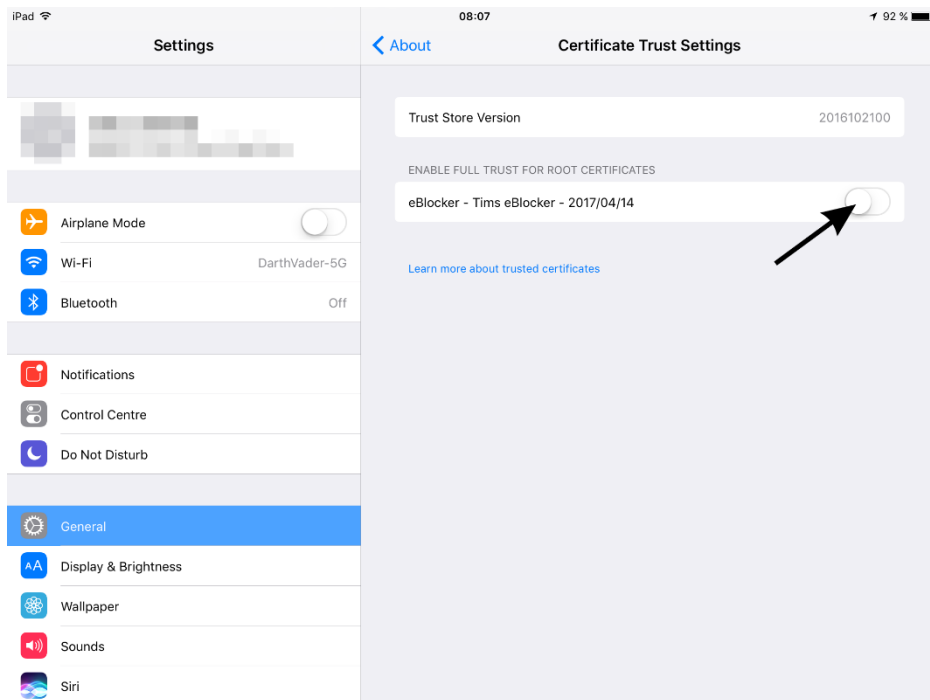 iPad 08:07 92 %
Settings
About Certificate Trust Settings
Trust Store Version 2016102100
ENABLE FULL TRUST FOR ROOT CERTIFICATES
eBlocker - Tims eBlocker - 2017/04/14
Learn more about trusted certificates
Airplane Mode
Wi-Fi DarthVader-5G
Bluetooth Off
Notifications
Control Centre
Do Not Disturb
General
AA Display & Brightness
Wallpaper
Sounds
Siri